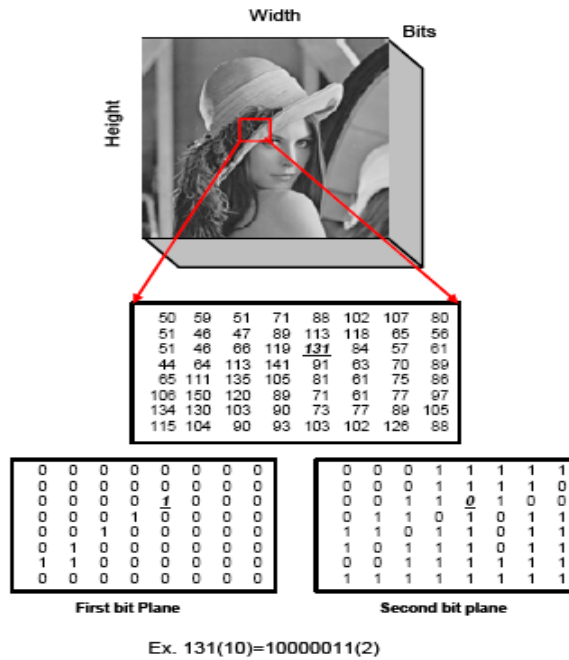 Width
Bits
Height
50 59 51 71 88 102 107 80
51 46 47 89 113 118 65 56
51 46 66 119 131 84 57 61
44 64 113 141 91 63 70 89
65 111 135 105 81 61 75 86
106 150 120 89 71 61 77 97
134 130 103 90 73 77 89 105
115 104 90 93 103 102 126 88
0 0 0 0 0 0 0 0
0 0 0 0 0 0 0 0
0 0 0 0 1 0 0 0
0 0 0 1 0 0 0 0
0 0 1 0 0 0 0 0
0 1 0 0 0 0 0 0
1 1 0 0 0 0 0 0
0 0 0 0 0 0 0 0
First bit Plane
0 0 0 1 1 1 1 1
0 0 0 1 1 1 1 0
0 0 1 1 0 1 0 0
0 1 1 0 1 0 1 1
1 1 0 1 1 0 1 1
1 0 1 1 1 0 1 1
0 0 1 1 1 1 1 1
1 1 1 1 1 1 1 1
Second bit plane
Ex. 131(10)=10000011(2)